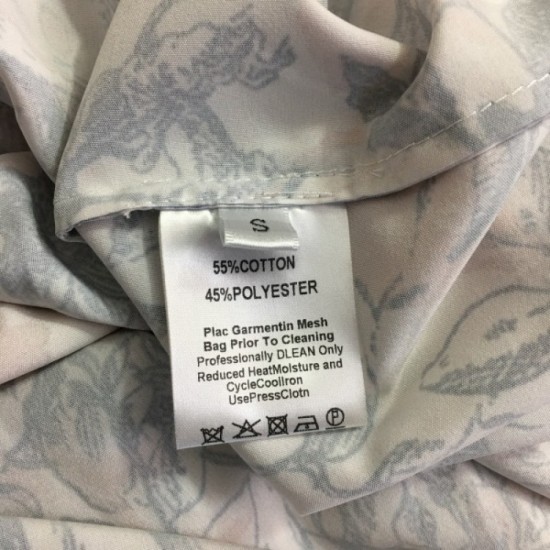 S
55%COTTON
45%POLYESTER
Plac Garmentin Mesh
Bag Prior To Cleaning
Professionally DLEAN Only
Reduced HeatMoisture and
CycleCoolIron
UsePressClotn
P